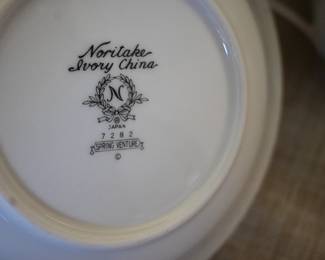 Noritake
Ivory China
N
JAPAN
7282
SPRING VENTURE
©